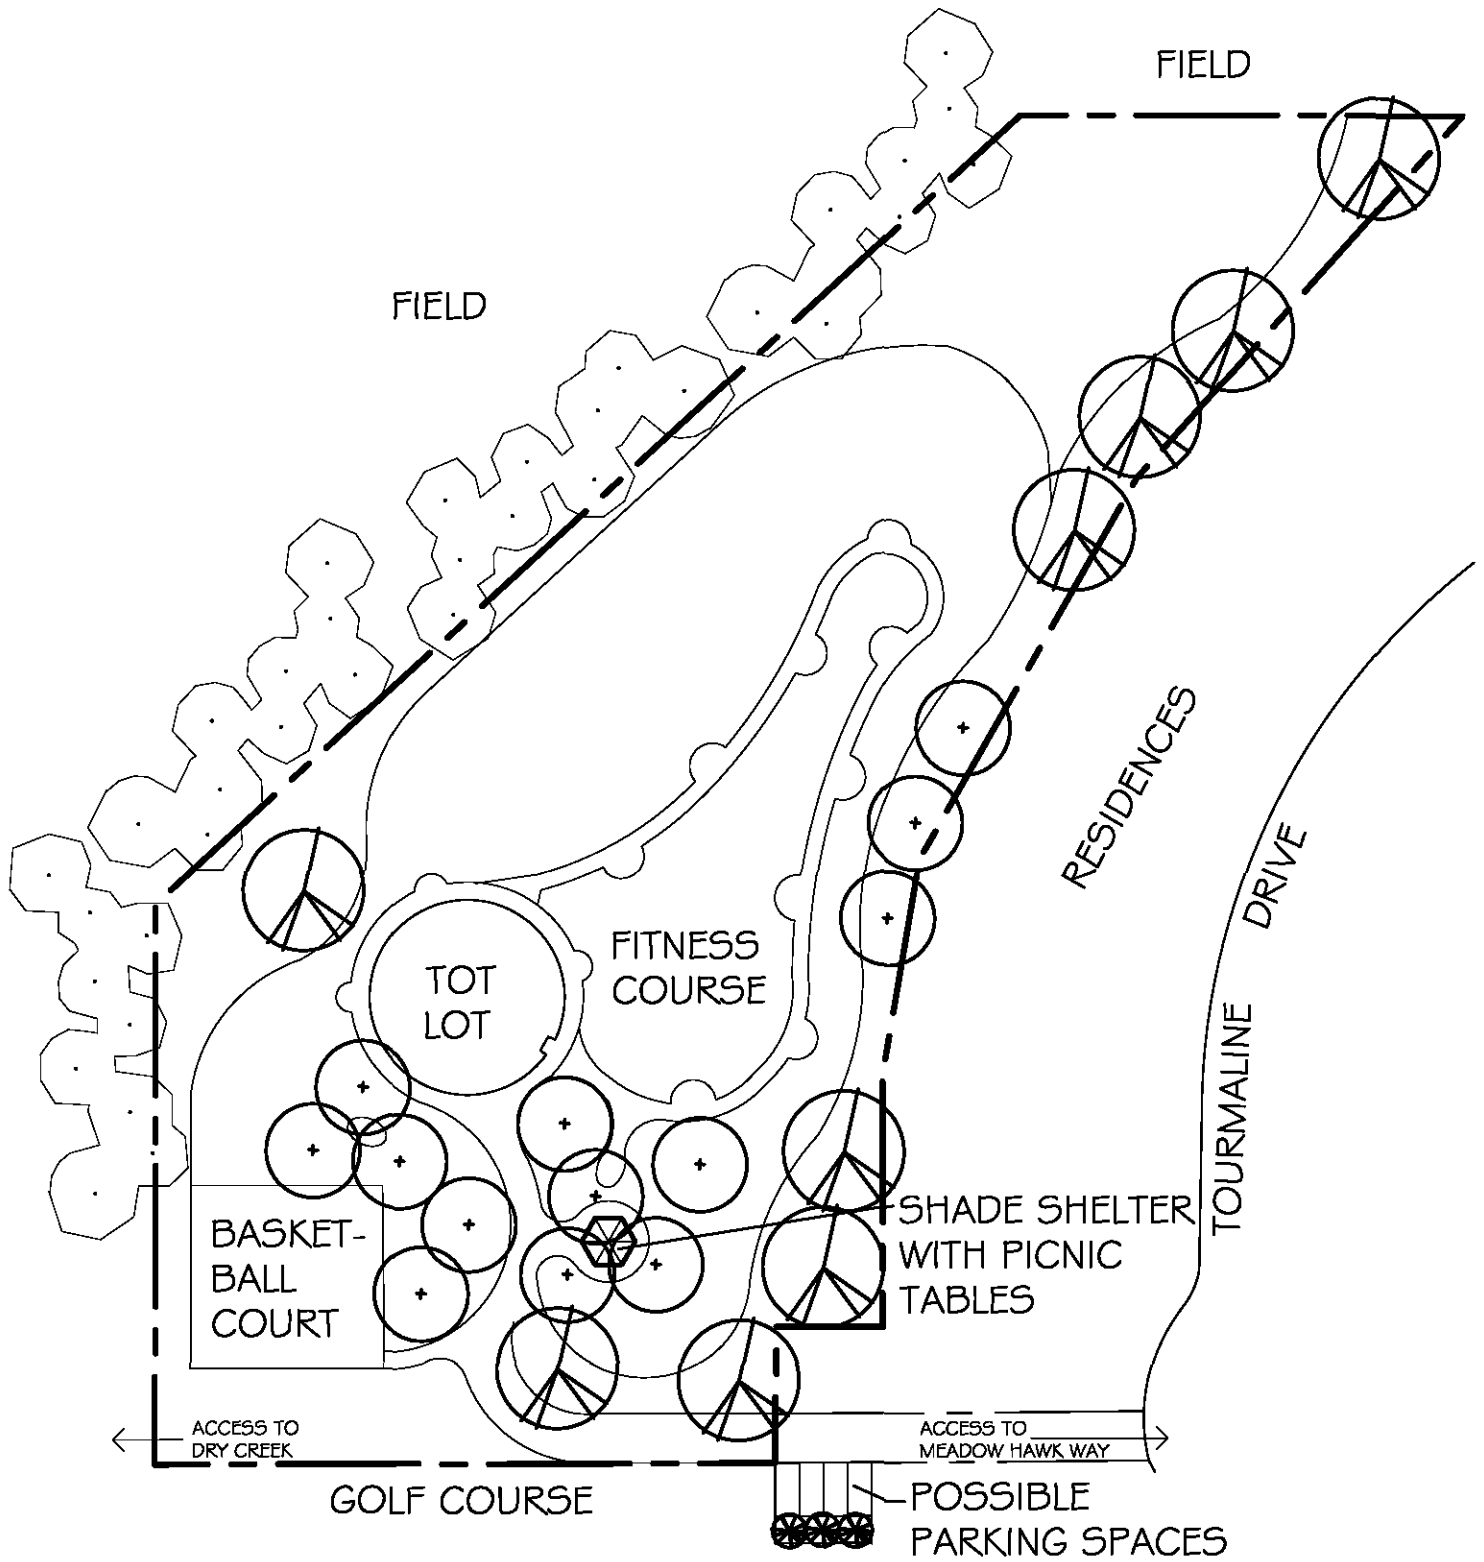 FIELD
FIELD
RESIDENCES
TOURMALINE DRIVE
FITNESS
COURSE
TOT
LOT
BASKET-
BALL
COURT
SHADE SHELTER
WITH PICNIC
TABLES
ACCESS TO
DRY CREEK
ACCESS TO
MEADOW HAWK WAY
GOLF COURSE
POSSIBLE
PARKING SPACES